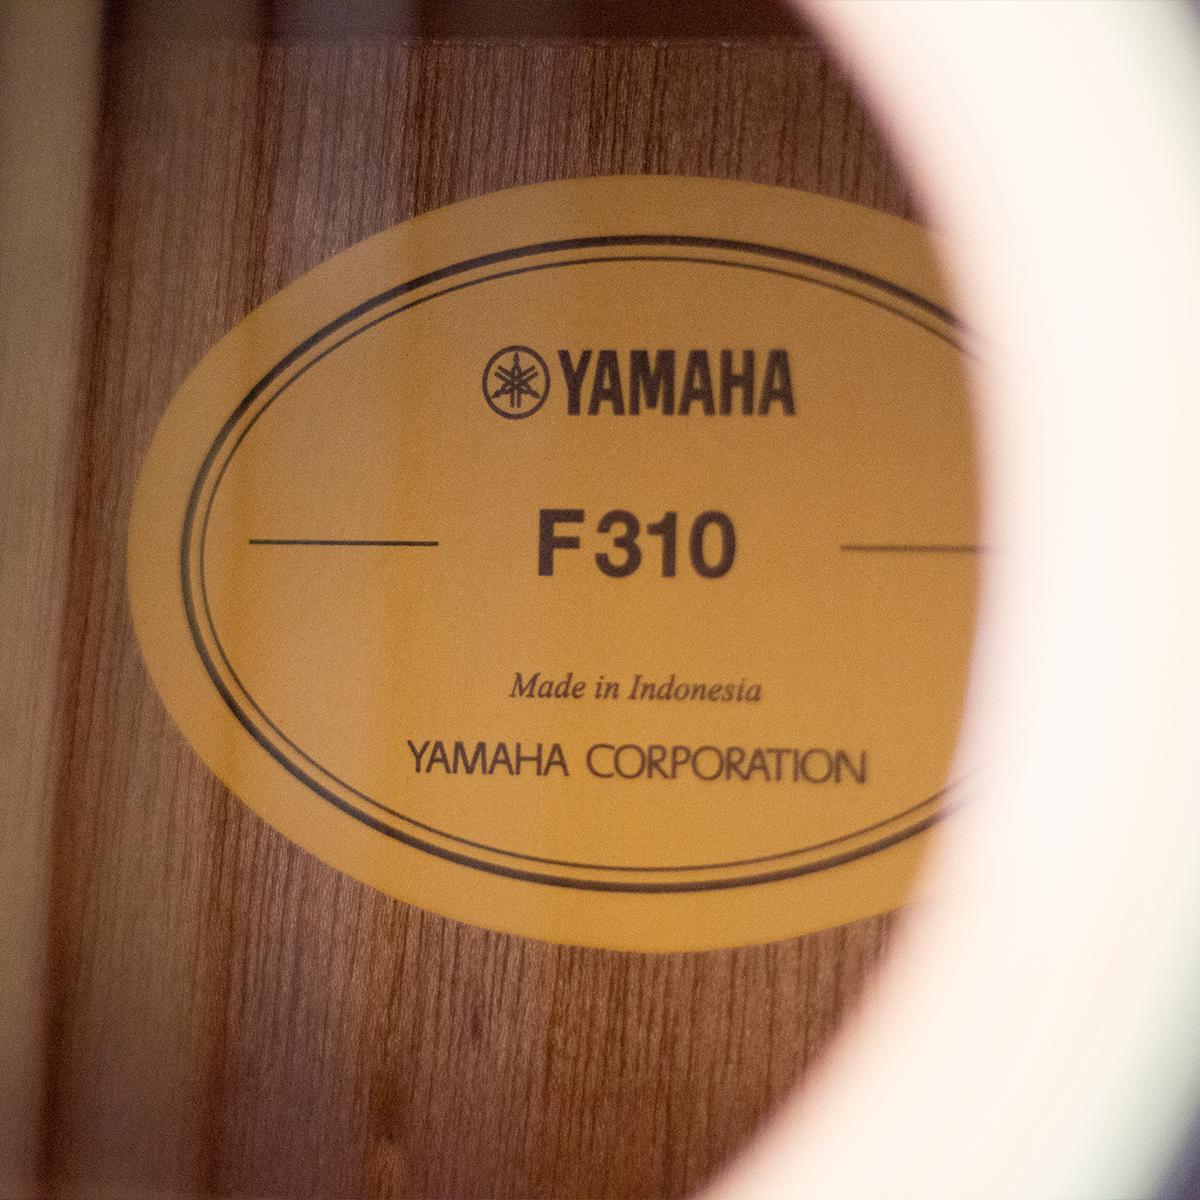 YAMAHA
F310
Made in Indonesia
YAMAHA CORPORATION